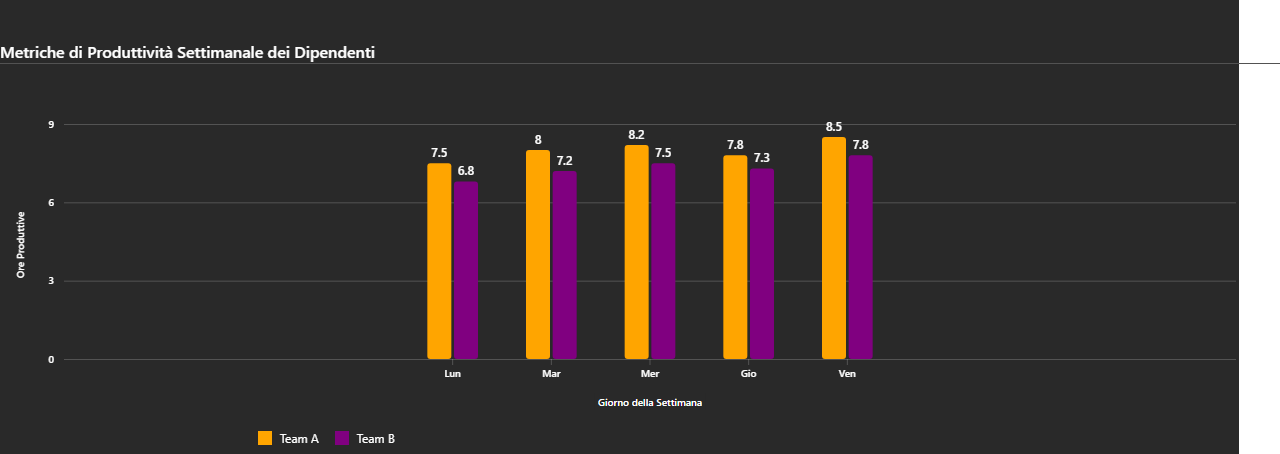 Metriche di Produttività Settimanale dei Dipendenti
9
6
3
0
Ore Produttive
7.5
6.8
8
7.2
8.2
7.5
7.8
7.3
8.5
7.8
Lun
Mar
Mer
Gio
Ven
Giorno della Settimana
Team A
Team B